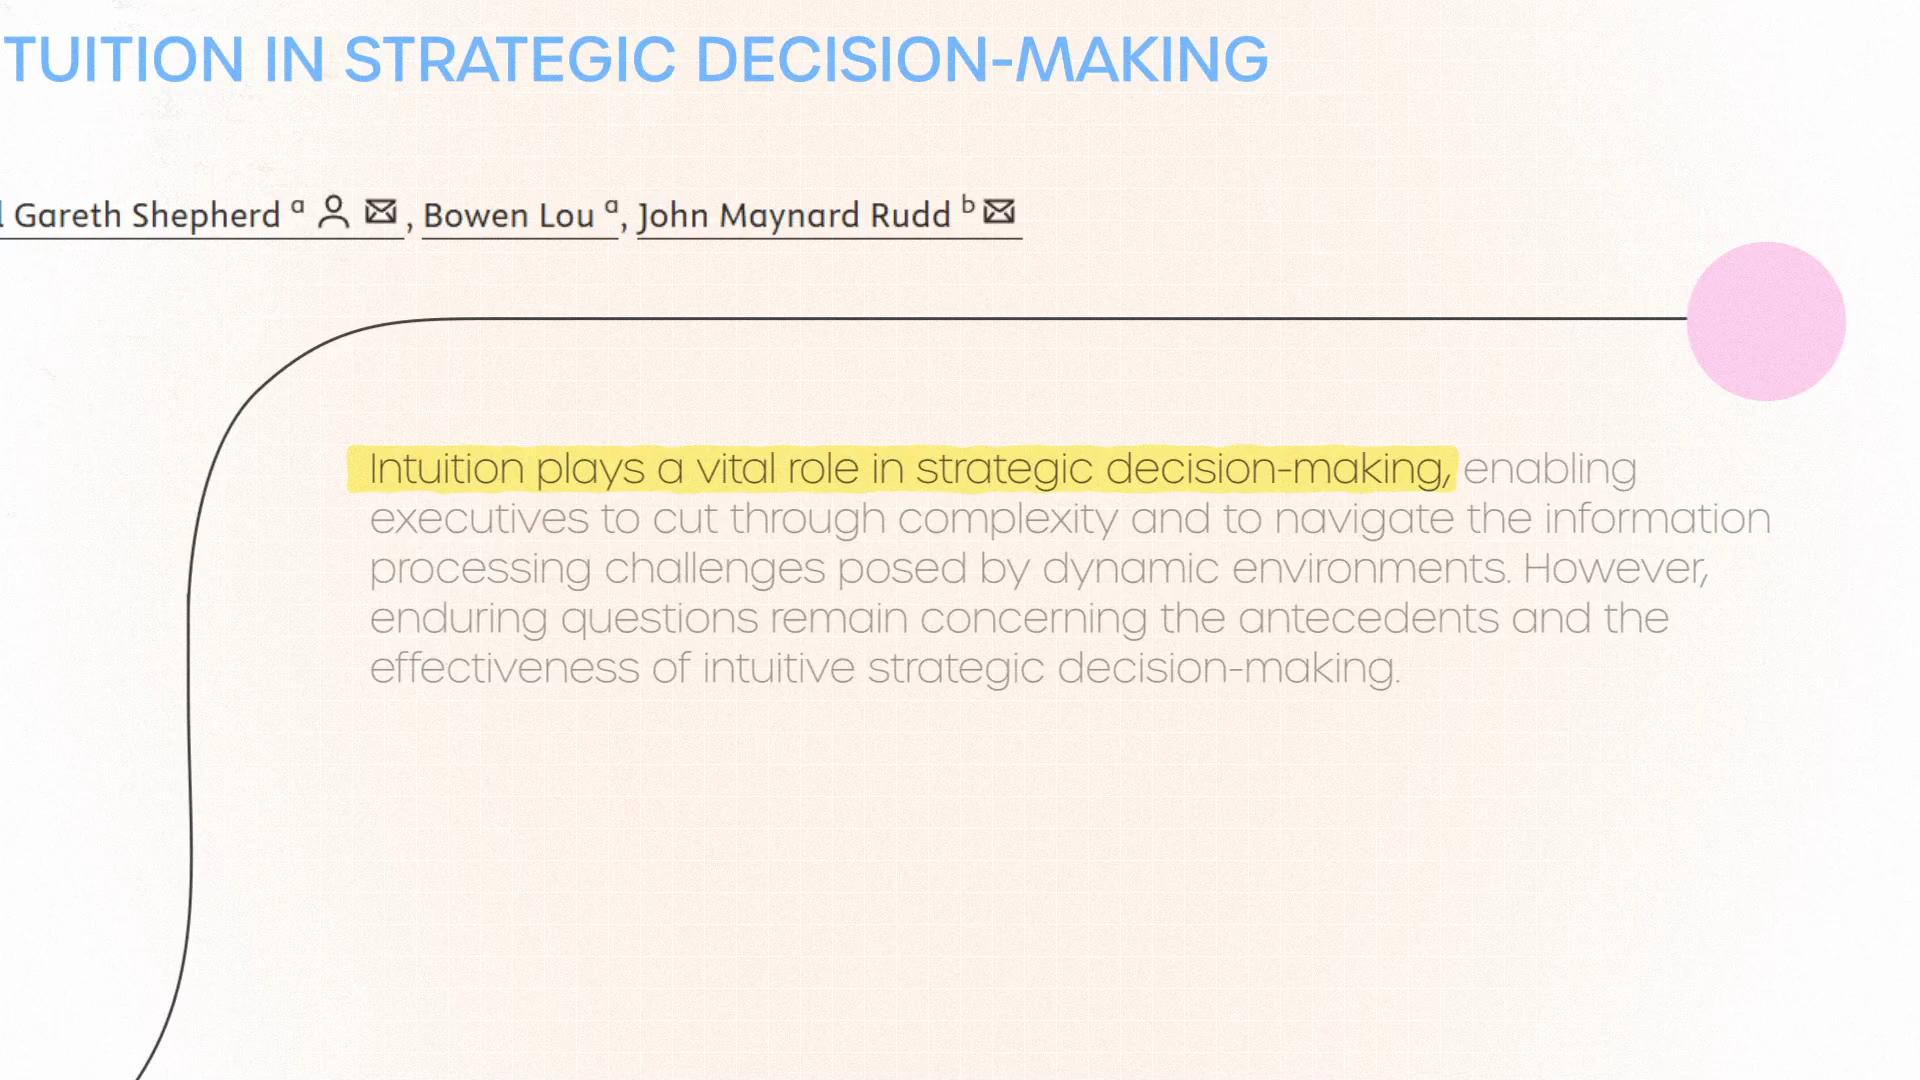 TUITION IN STRATEGIC DECISION-MAKING
l Gareth Shepherd a , Bowen Lou a, John Maynard Rudd b
Intuition plays a vital role in strategic decision-making, enabling
executives to cut through complexity and to navigate the information
processing challenges posed by dynamic environments. However,
enduring questions remain concerning the antecedents and the
effectiveness of intuitive strategic decision-making.